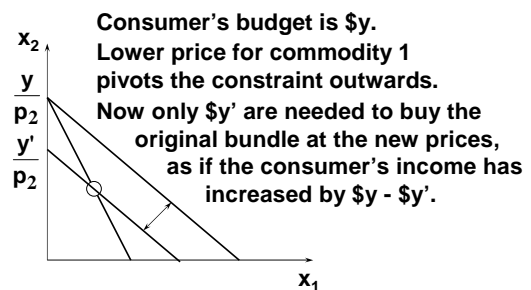 Consumer’s budget is $y.
x2
Lower price for commodity 1
pivots the constraint outwards.
y
p2
Now only $y’ are needed to buy the
original bundle at the new prices,
y'
p2
as if the consumer’s income has
increased by $y - $y’.
x1